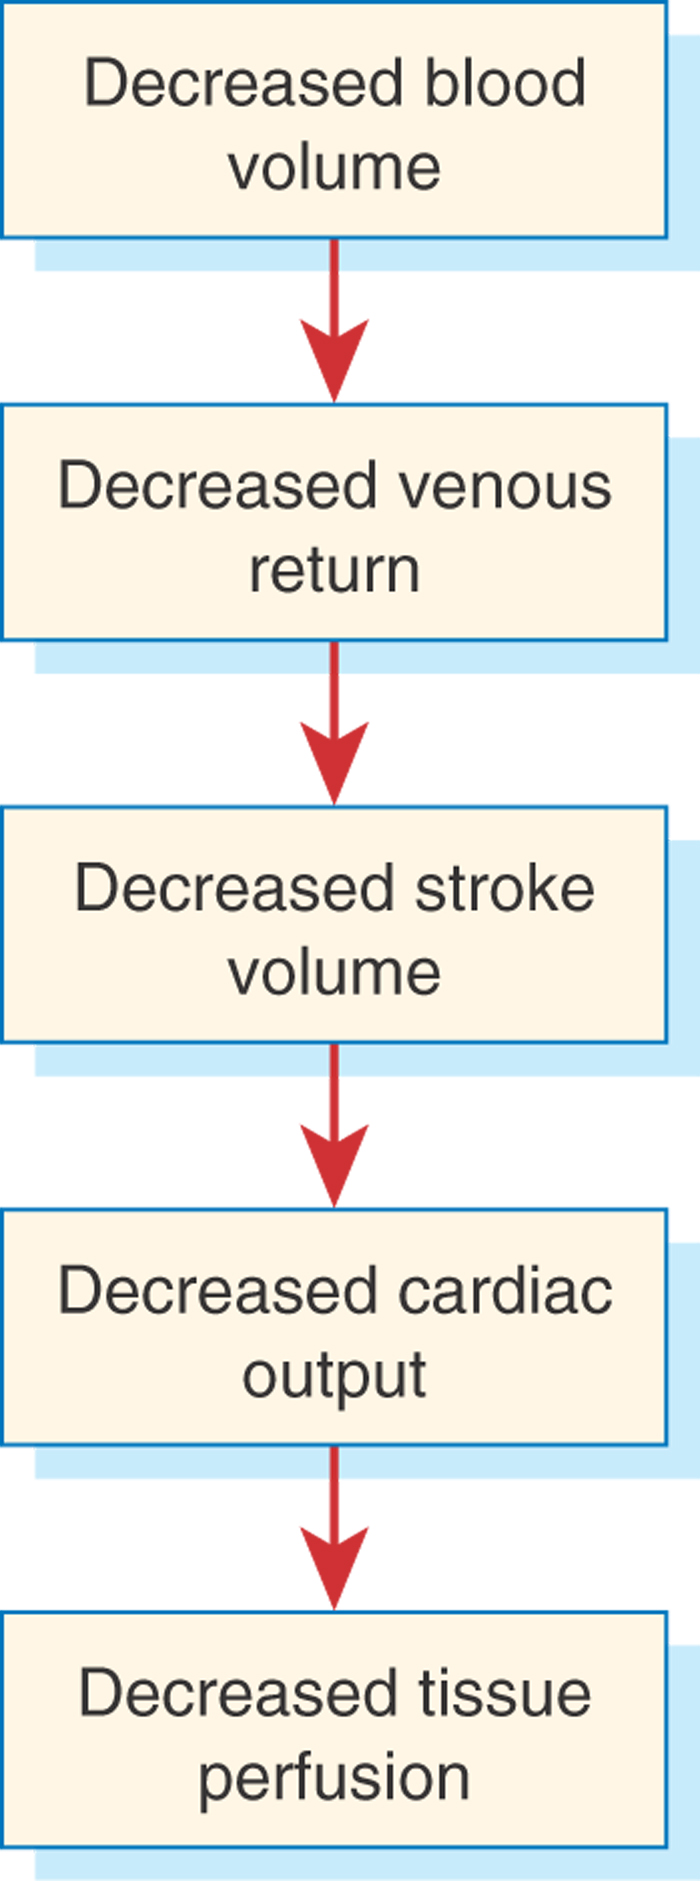 Decreased blood
volume
Decreased venous
return
Decreased stroke
volume
Decreased cardiac
output
Decreased tissue
perfusion